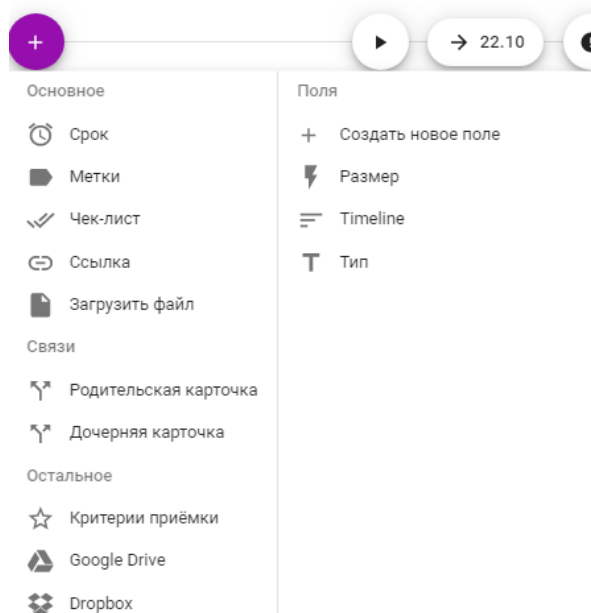 22.10
Основное
Срок
Метки
Чек-лист
Ссылка
Загрузить файл
Связи
Родительская карточка
Дочерняя карточка
Остальное
Критерии приёмки
Google Drive
Dropbox
Поля
Создать новое поле
Размер
Timeline
Тип